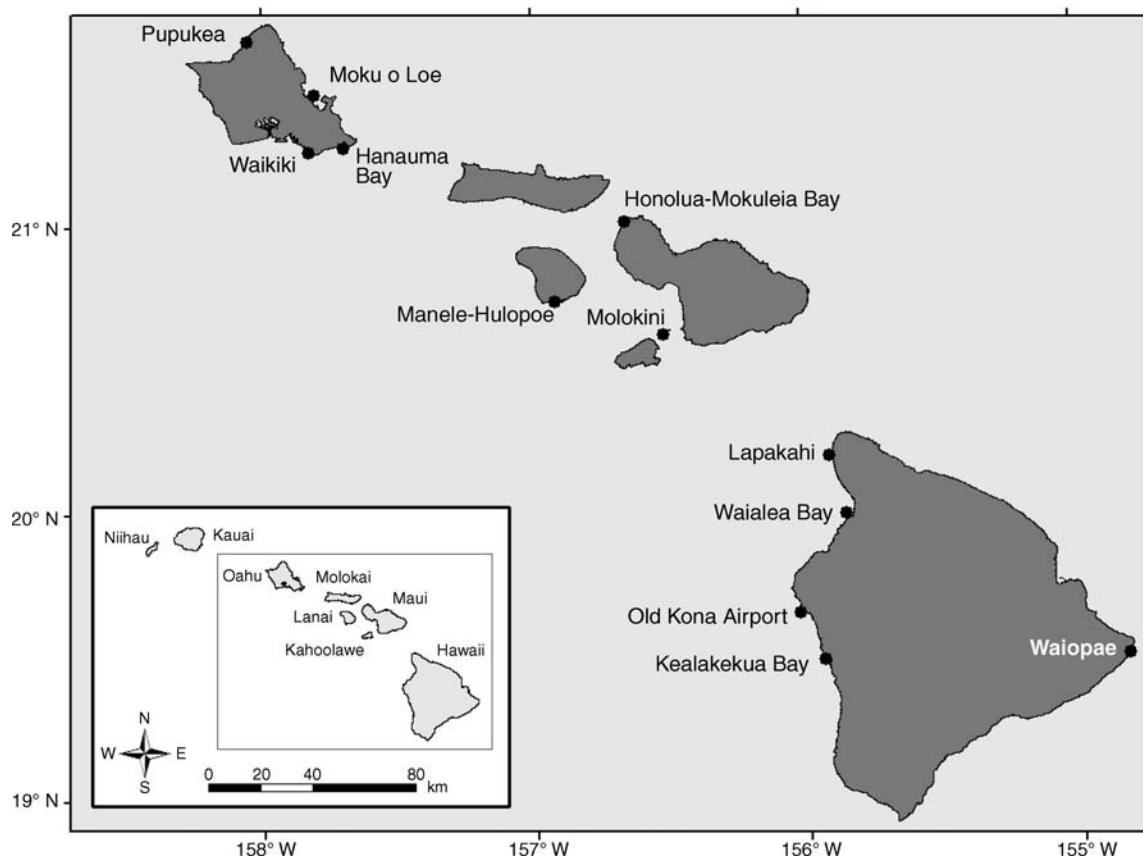 Pupukea
Moku o Loe
Waikiki
Hanauma
Bay
Honolua-Mokuleia Bay
21° N
Manele-Hulopoe
Molokini
Lapakahi
20° N
Waialea Bay
Niihau
Kauai
Oahu
Molokai
Lanai
Maui
Kahoolawe
Hawaii
Old Kona Airport
Kealakekua Bay
Waiopae
N
W
E
S
0 20 40 80
km
19° N
158° W
157° W
156° W
155° W